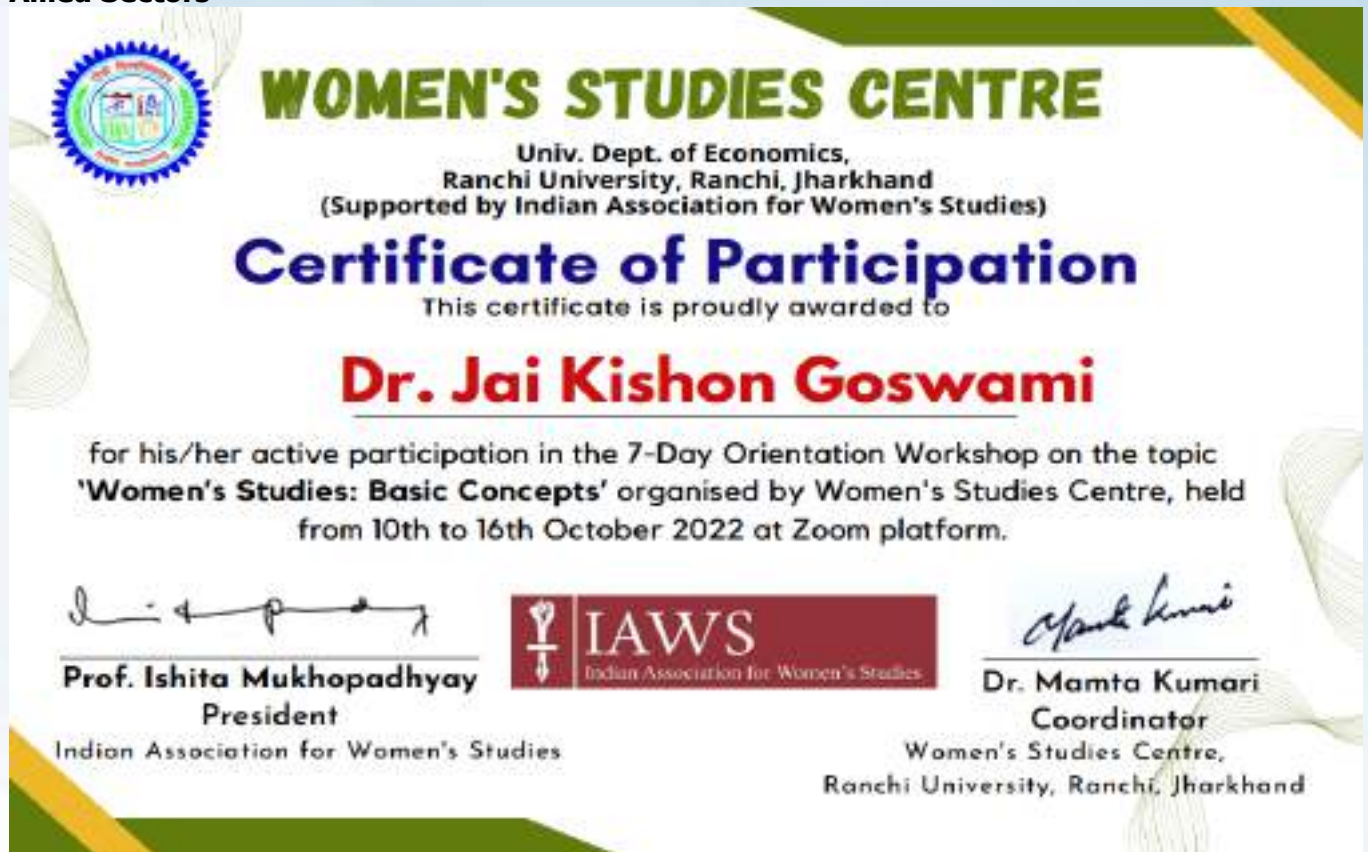 Allied Sectors
WOMEN'S STUDIES CENTRE
Univ. Dept. of Economics,
Ranchi University, Ranchi, Jharkhand
(Supported by Indian Association for Women's Studies)
Certificate of Participation
This certificate is proudly awarded to
Dr. Jai Kishon Goswami
for his/her active participation in the 7-Day Orientation Workshop on the topic
'Women's Studies: Basic Concepts' organised by Women's Studies Centre, held
from 10th to 16th October 2022 at Zoom platform.
IAWS
Indian Association for Women's Studies
Prof. Ishita Mukhopadhyay
President
Indian Association for Women's Studies
Mamta Kumari
Dr. Mamta Kumari
Coordinator
Women's Studies Centre,
Ranchi University, Ranchi, Jharkhand